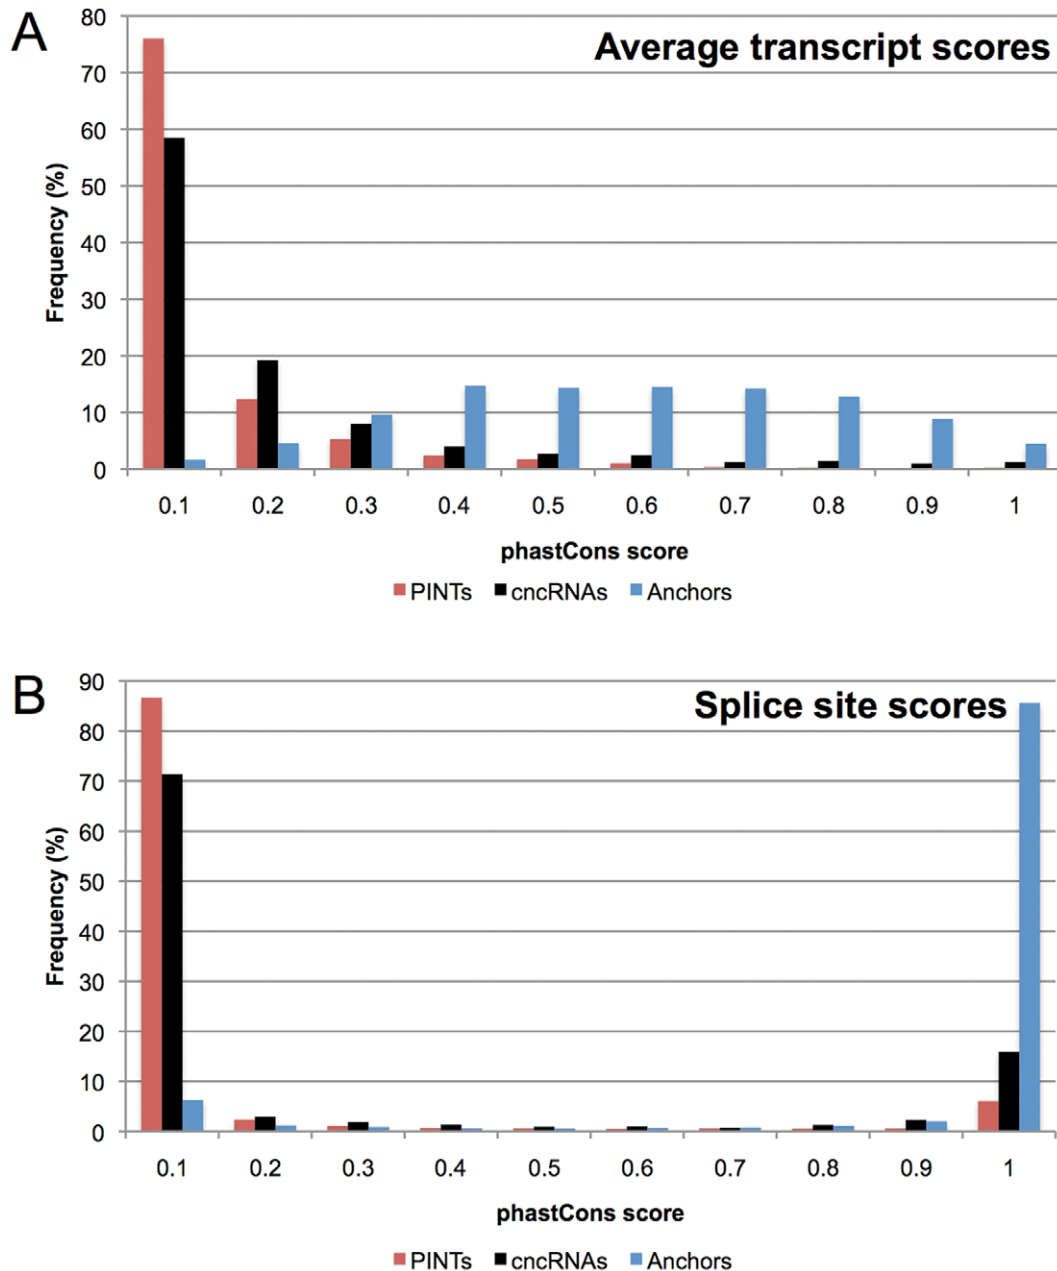 A
Average transcript scores
80
70
60
50
40
30
20
10
0
Frequency (%)
0.1 0.2 0.3 0.4 0.5 0.6 0.7 0.8 0.9 1
phastCons score
PINTs cncRNAs Anchors
B
Splice site scores
90
80
70
60
50
40
30
20
10
0
Frequency (%)
0.1 0.2 0.3 0.4 0.5 0.6 0.7 0.8 0.9 1
phastCons score
PINTs cncRNAs Anchors